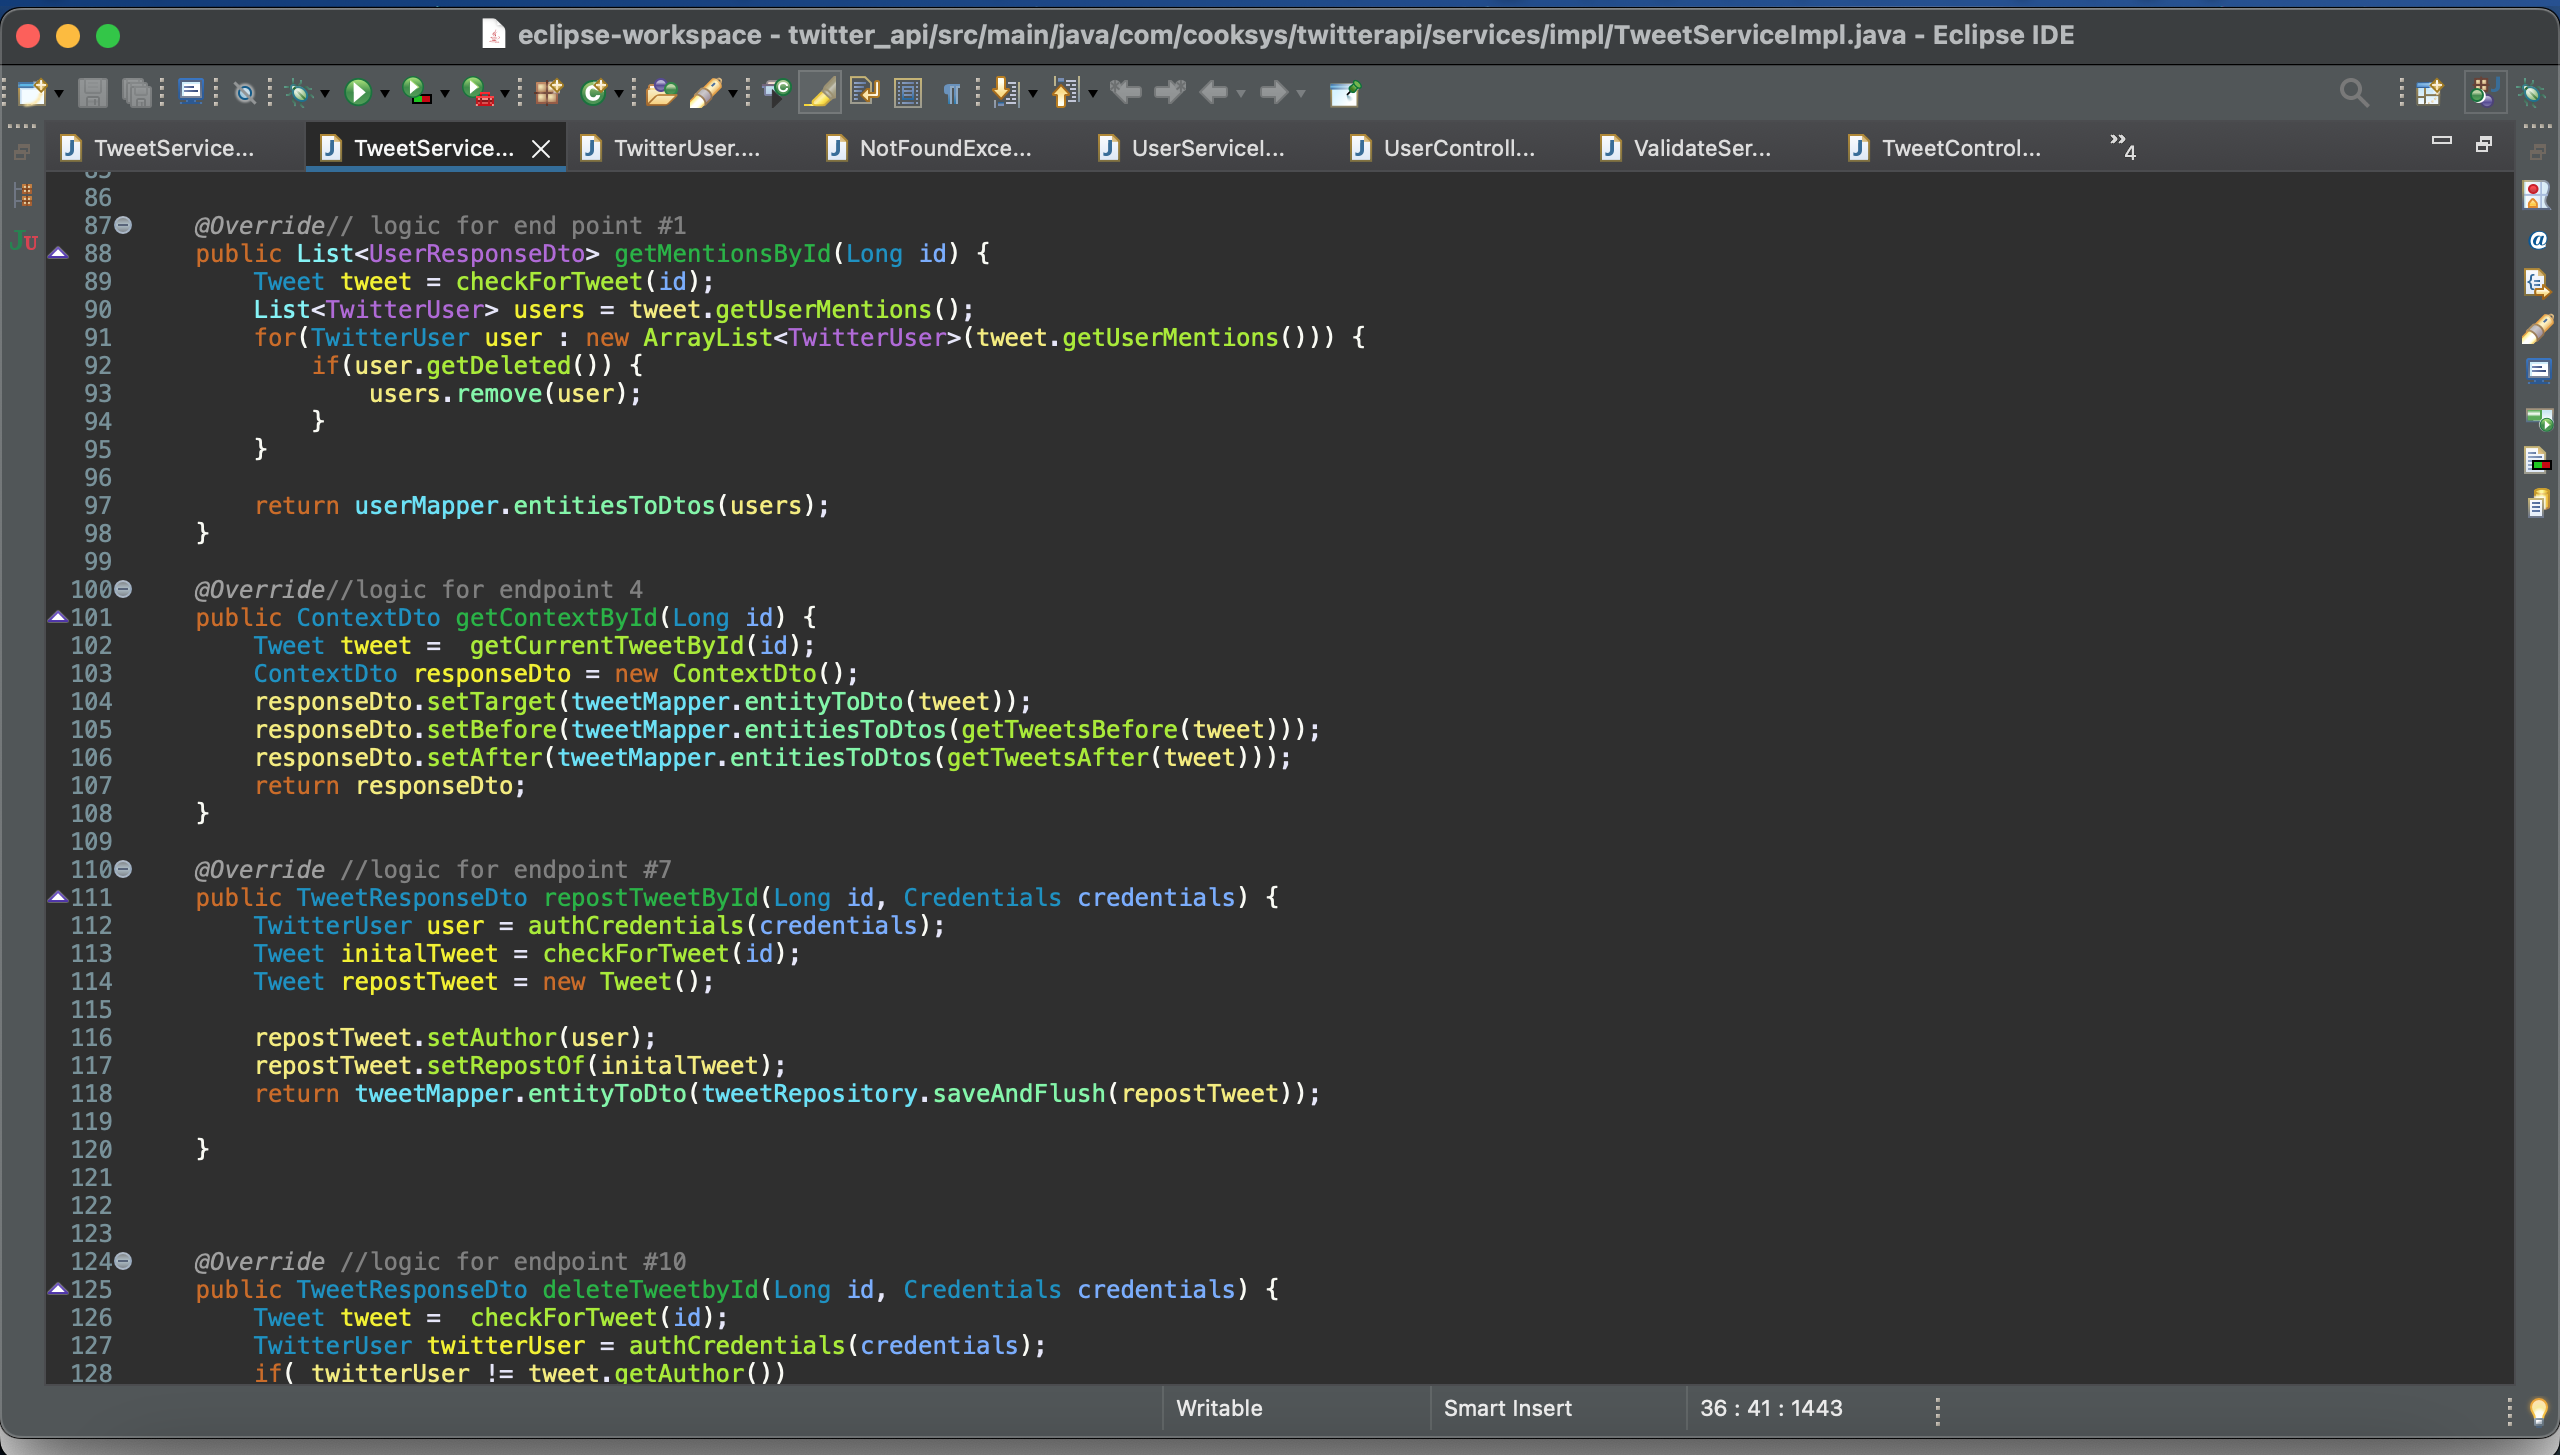 eclipse-workspace - twitter_api/src/main/java/com/cooksys/twitterapi/services/impl/TweetServiceImpl.java - Eclipse IDE
TweetService... TweetService... TwitterUser.... NotFoundExce... UserServiceI... UserControll... ValidateSer... TweetControl... »4
85
86
87 @Override// logic for end point #1
88 public List<UserResponseDto> getMentionsById(Long id) {
89 Tweet tweet = checkForTweet(id);
90 List<TwitterUser> users = tweet.getUserMentions();
91 for(TwitterUser user : new ArrayList<TwitterUser>(tweet.getUserMentions())) {
92 if(user.getDeleted()) {
93 users.remove(user);
94 }
95 }
96
97 return userMapper.entitiesToDtos(users);
98 }
99
100 @Override//logic for endpoint 4
101 public ContextDto getContextById(Long id) {
102 Tweet tweet =  getCurrentTweetById(id);
103 ContextDto responseDto = new ContextDto();
104 responseDto.setTarget(tweetMapper.entityToDto(tweet));
105 responseDto.setBefore(tweetMapper.entitiesToDtos(getTweetsBefore(tweet)));
106 responseDto.setAfter(tweetMapper.entitiesToDtos(getTweetsAfter(tweet)));
107 return responseDto;
108 }
109
110 @Override //logic for endpoint #7
111 public TweetResponseDto repostTweetById(Long id, Credentials credentials) {
112 TwitterUser user = authCredentials(credentials);
113 Tweet initalTweet = checkForTweet(id);
114 Tweet repostTweet = new Tweet();
115
116 repostTweet.setAuthor(user);
117 repostTweet.setRepostOf(initalTweet);
118 return tweetMapper.entityToDto(tweetRepository.saveAndFlush(repostTweet));
119
120 }
121
122
123
124 @Override //logic for endpoint #10
125 public TweetResponseDto deleteTweetbyId(Long id, Credentials credentials) {
126 Tweet tweet =  checkForTweet(id);
127 TwitterUser twitterUser = authCredentials(credentials);
128 if( twitterUser != tweet.getAuthor())
Writable Smart Insert 36 : 41 : 1443